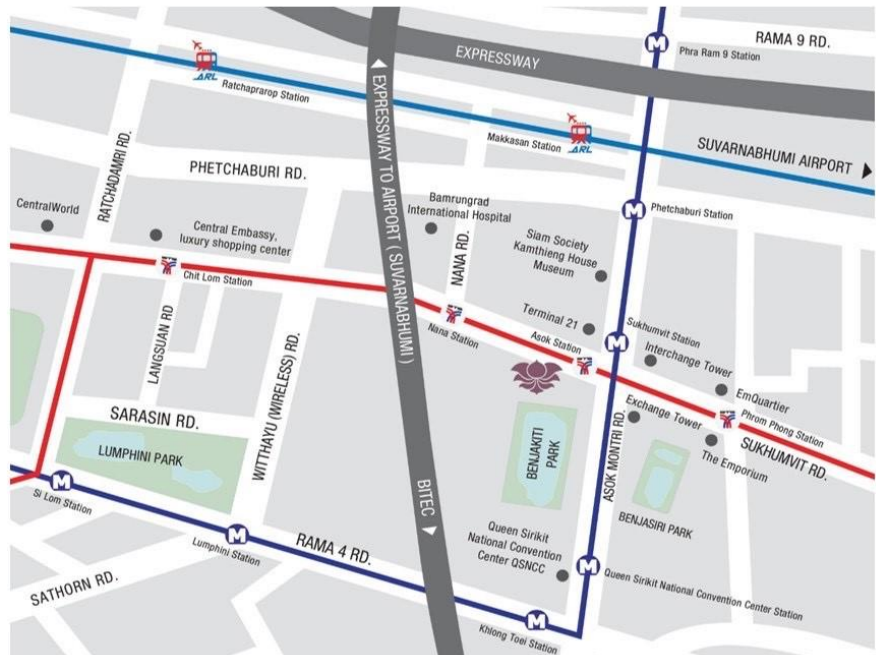 RAMA 9 RD.
M
Phra Ram 9 Station
EXPRESSWAY
ARL
Ratchaprarop Station
EXPRESSWAY TO AIRPORT ( SUVARNABHUMI )
Makkasan Station
ARL
SUVARNABHUMI AIRPORT
RATCHADAMRI RD.
PHETCHABURI RD.
CentralWorld
Central Embassy,
luxury shopping center
Bamrungrad
International Hospital
NANA RD.
M
Phetchaburi Station
Siam Society
Kamthieng House
Museum
Chit Lom Station
Terminal 21
Nana Station
Asok Station
M
Sukhumvit Station
Interchange Tower
LANGSUAN RD
WITTHAYU (WIRELESS) RD.
EmQuartier
Phrom Phong Station
Exchange Tower
SUKHUMVIT RD.
The Emporium
SARASIN RD.
LUMPHINI PARK
BENJAKITI
PARK
ASOK MONTRI RD.
BENJASIRI PARK
M
Si Lom Station
BITEC
M
Lumphini Station
RAMA 4 RD.
Queen Sirikit
National Convention
Center QSNCC
M
Queen Sirikit National Convention Center Station
SATHORN RD.
M
Khlong Toei Station